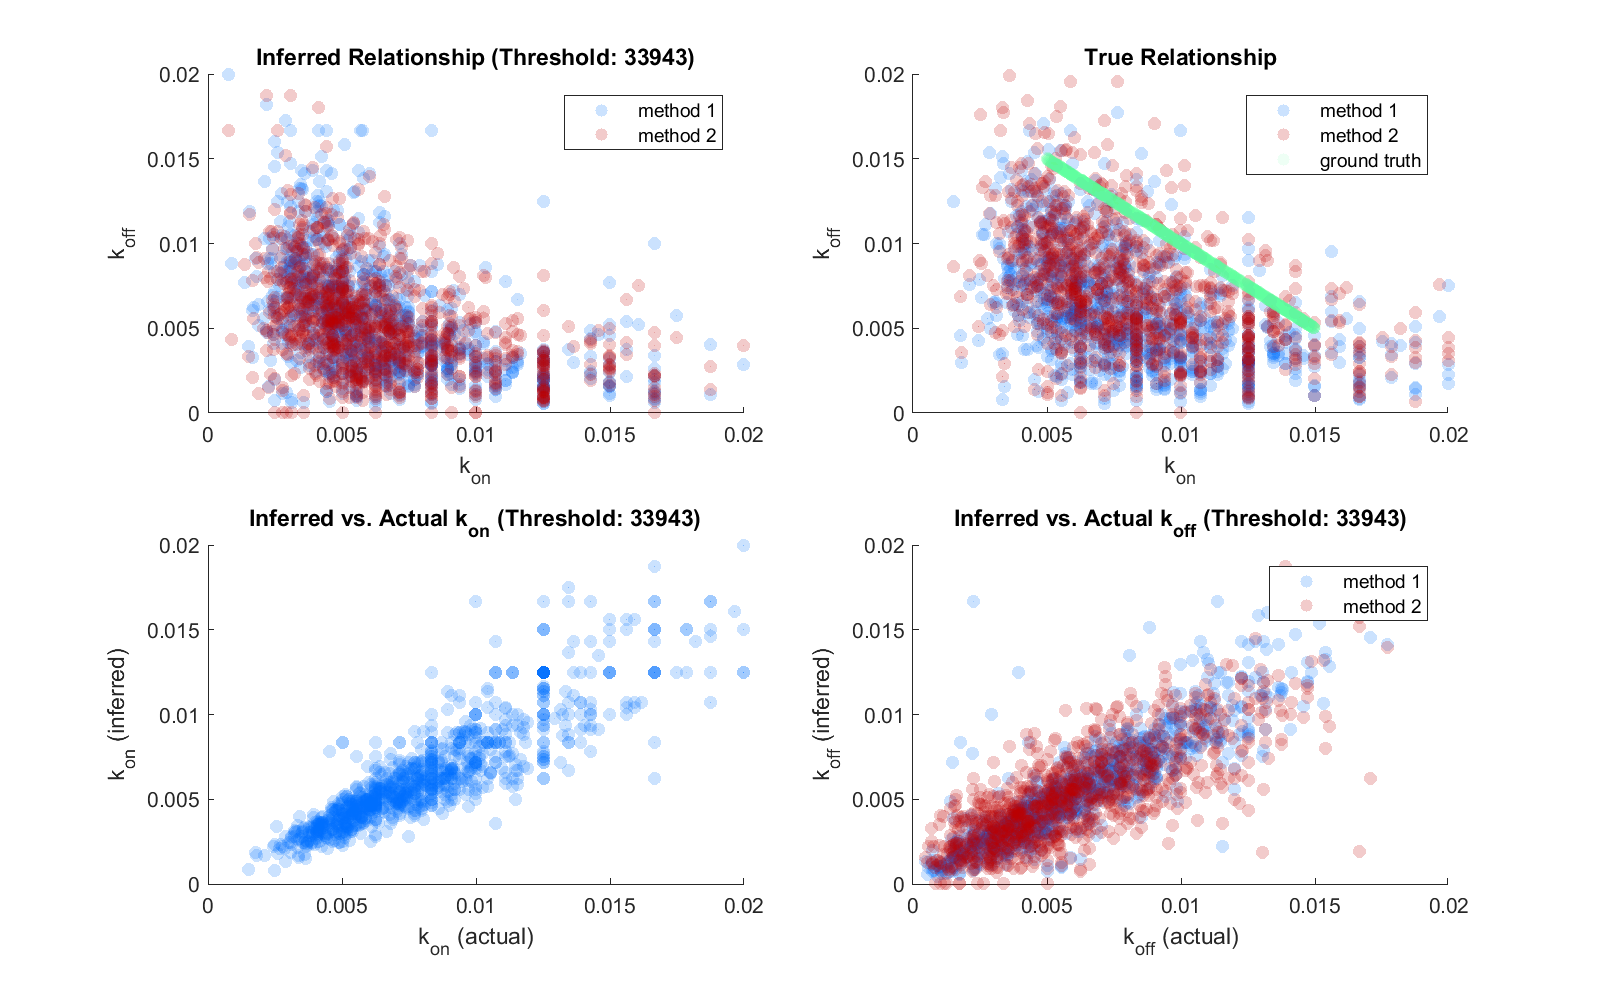 Inferred Relationship (Threshold: 33943)
0.02
0.015
0.01
0.005
0
k_off
method 1
method 2
0
0.005
0.01
0.015
0.02
k_on
True Relationship
0.02
0.015
0.01
0.005
0
k_off
method 1
method 2
ground truth
0
0.005
0.01
0.015
0.02
k_on
Inferred vs. Actual k_on (Threshold: 33943)
0.02
0.015
0.01
0.005
0
k_on (inferred)
0
0.005
0.01
0.015
0.02
k_on (actual)
Inferred vs. Actual k_off (Threshold: 33943)
0.02
0.015
0.01
0.005
0
k_off (inferred)
method 1
method 2
0
0.005
0.01
0.015
0.02
k_off (actual)